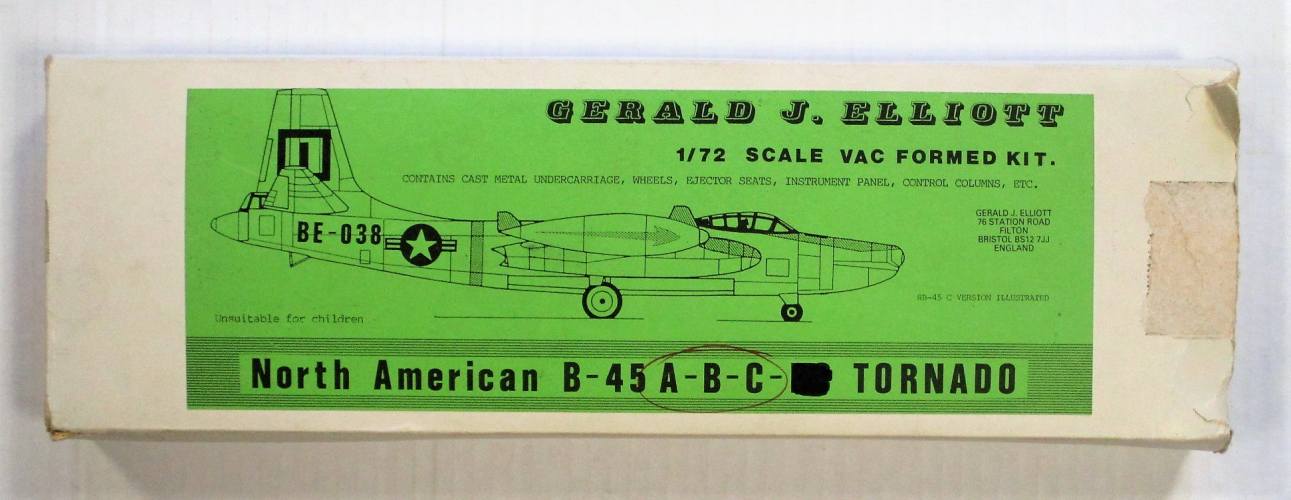 GERALD J. ELLIOTT
1/72 SCALE VAC FORMED KIT.
CONTAINS CAST METAL UNDERCARRIAGE, WHEELS, EJECTOR SEATS, INSTRUMENT PANEL, CONTROL COLUMNS, ETC.
GERALD J. ELLIOTT
76 STATION ROAD
FILTON
BRISTOL BS12 7JJ
ENGLAND
BE-038
RB-45 C VERSION ILLUSTRATED
Unsuitable for children
North American B-45 A-B-C- TORNADO